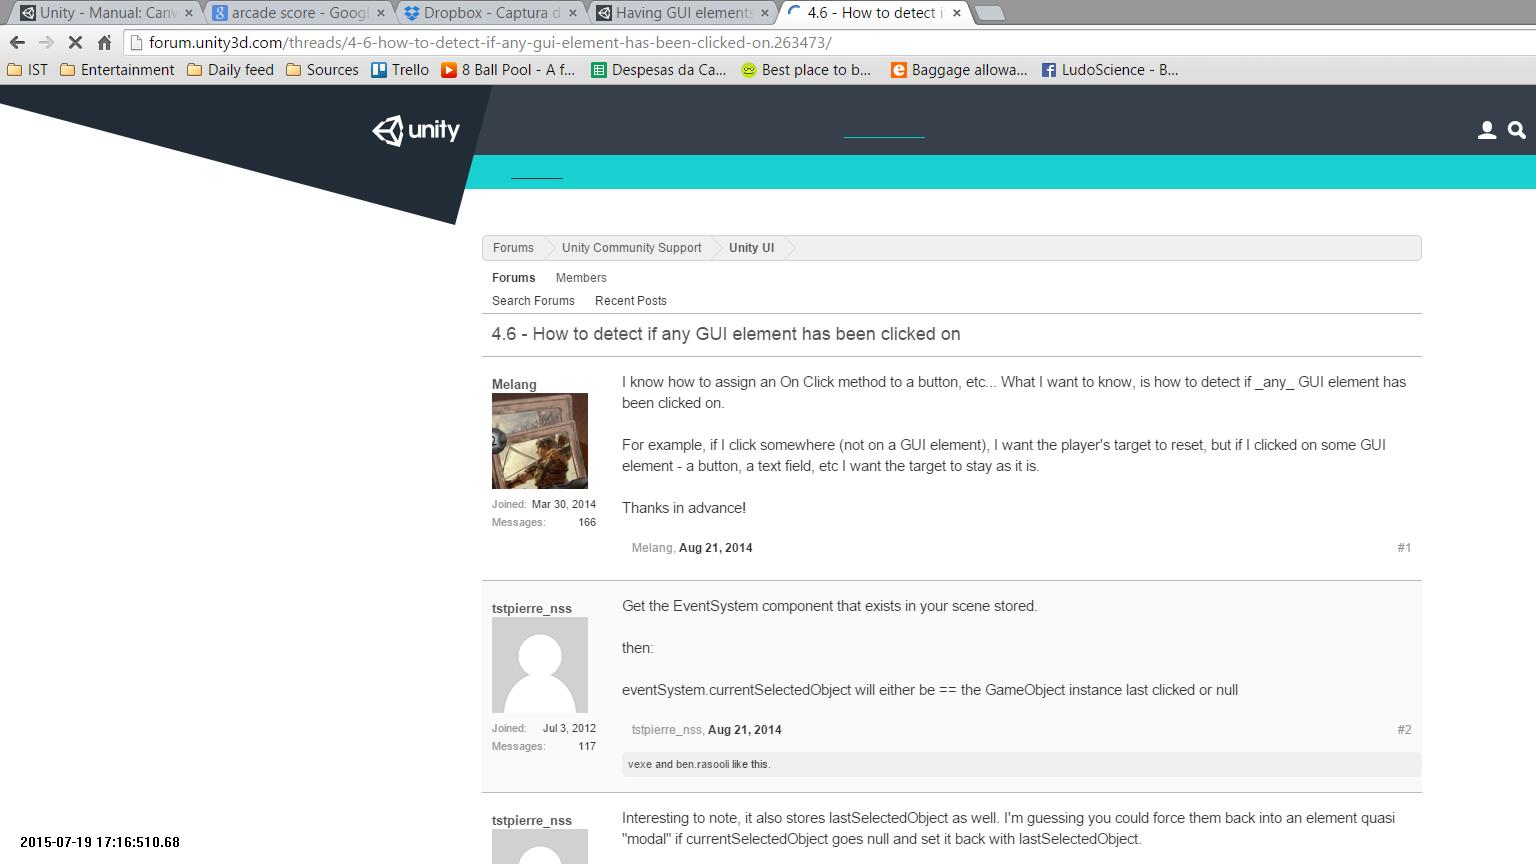 Unity - Manual: Canv
arcade score - Googl
Dropbox - Captura d
Having GUI elements
4.6 - How to detect i
forum.unity3d.com/threads/4-6-how-to-detect-if-any-gui-element-has-been-clicked-on.263473/
IST Entertainment Daily feed Sources Trello 8 Ball Pool - A f... Despesas da Ca... Best place to b... Baggage allowa... LudoScience - B...
unity
Forums Unity Community Support Unity UI
Forums Members
Search Forums Recent Posts
4.6 - How to detect if any GUI element has been clicked on
Melang
Joined: Mar 30, 2014
Messages: 166
I know how to assign an On Click method to a button, etc... What I want to know, is how to detect if _any_ GUI element has
been clicked on.
For example, if I click somewhere (not on a GUI element), I want the player's target to reset, but if I clicked on some GUI
element - a button, a text field, etc I want the target to stay as it is.
Thanks in advance!
Melang, Aug 21, 2014 #1
tstpierre_nss
Joined: Jul 3, 2012
Messages: 117
Get the EventSystem component that exists in your scene stored.
then:
eventSystem.currentSelectedObject will either be == the GameObject instance last clicked or null
tstpierre_nss, Aug 21, 2014 #2
vexe and ben.rasooli like this.
tstpierre_nss
Interesting to note, it also stores lastSelectedObject as well. I'm guessing you could force them back into an element quasi
"modal" if currentSelectedObject goes null and set it back with lastSelectedObject.
2015-07-19 17:16:510.68